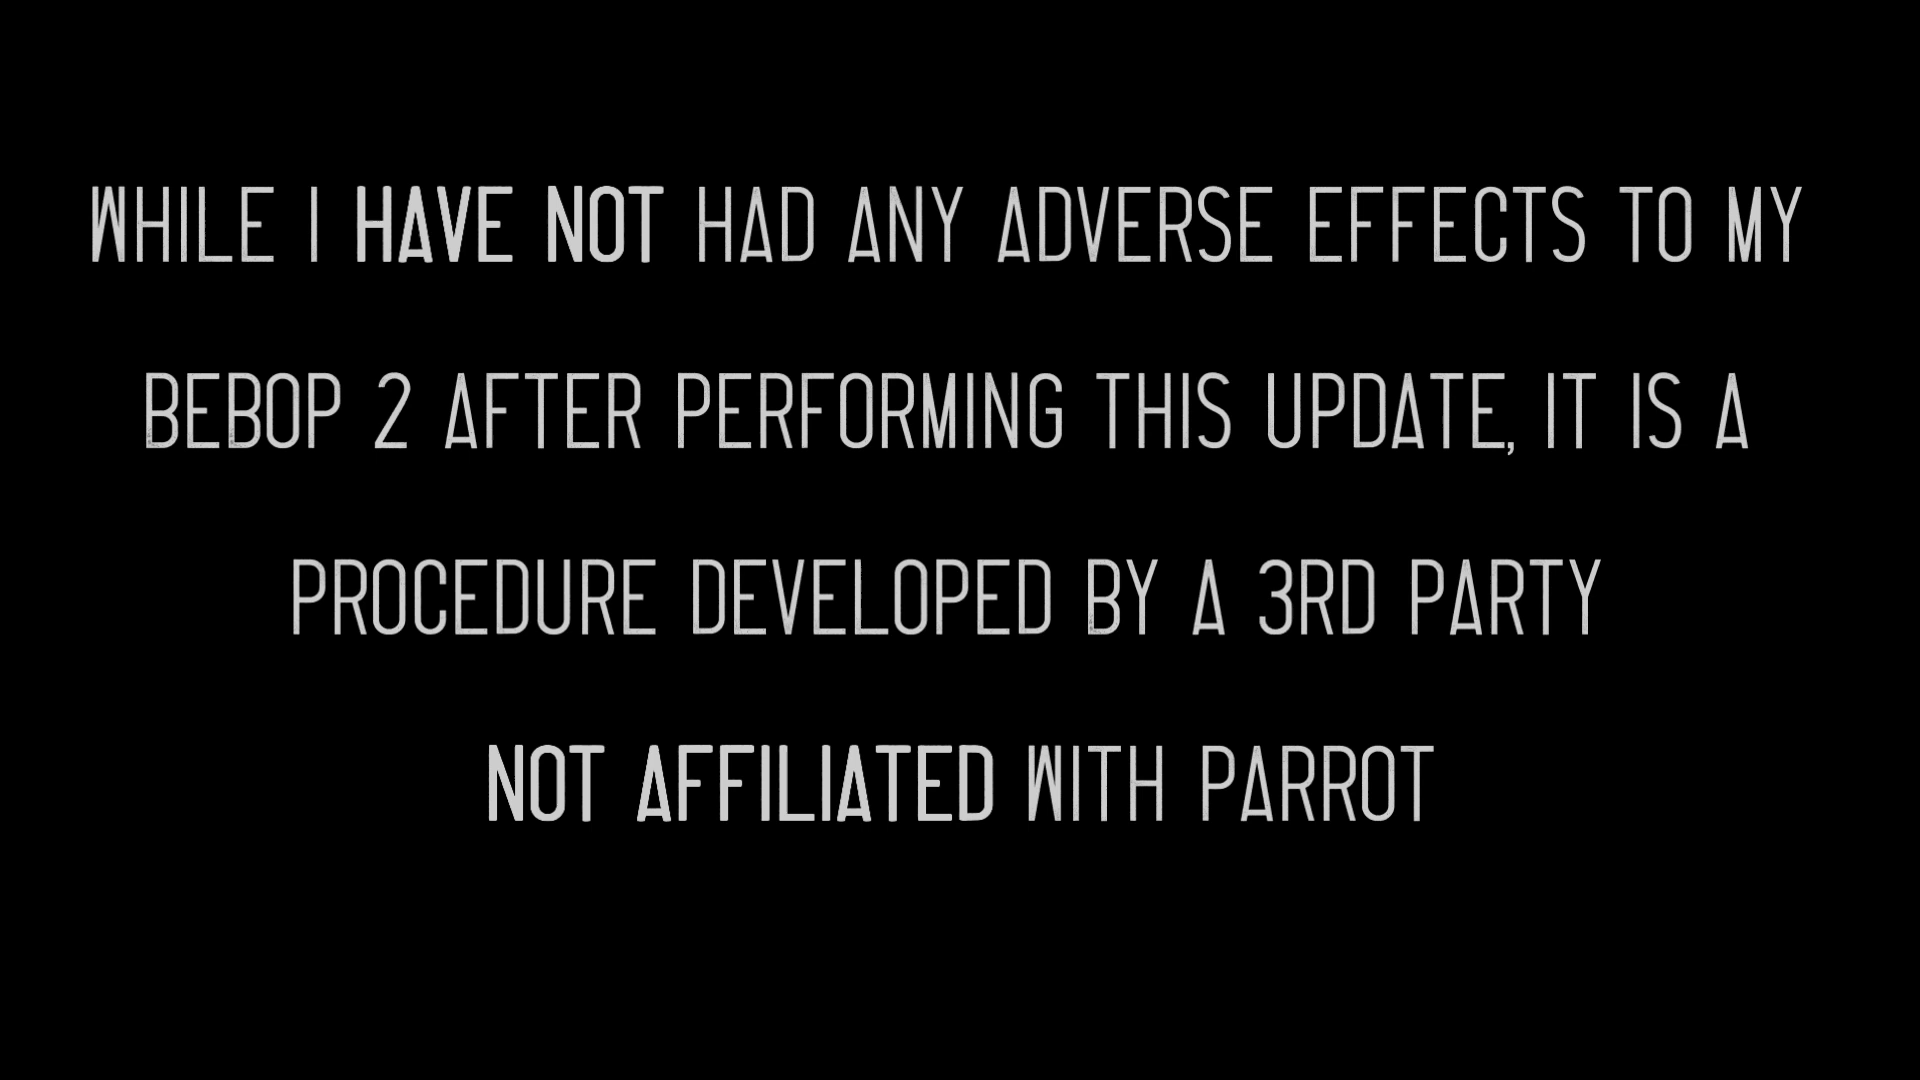 WHILE I HAVE NOT HAD ANY ADVERSE EFFECTS TO MY
BEBOP 2 AFTER PERFORMING THIS UPDATE, IT IS A
PROCEDURE DEVELOPED BY A 3RD PARTY
NOT AFFILIATED WITH PARROT